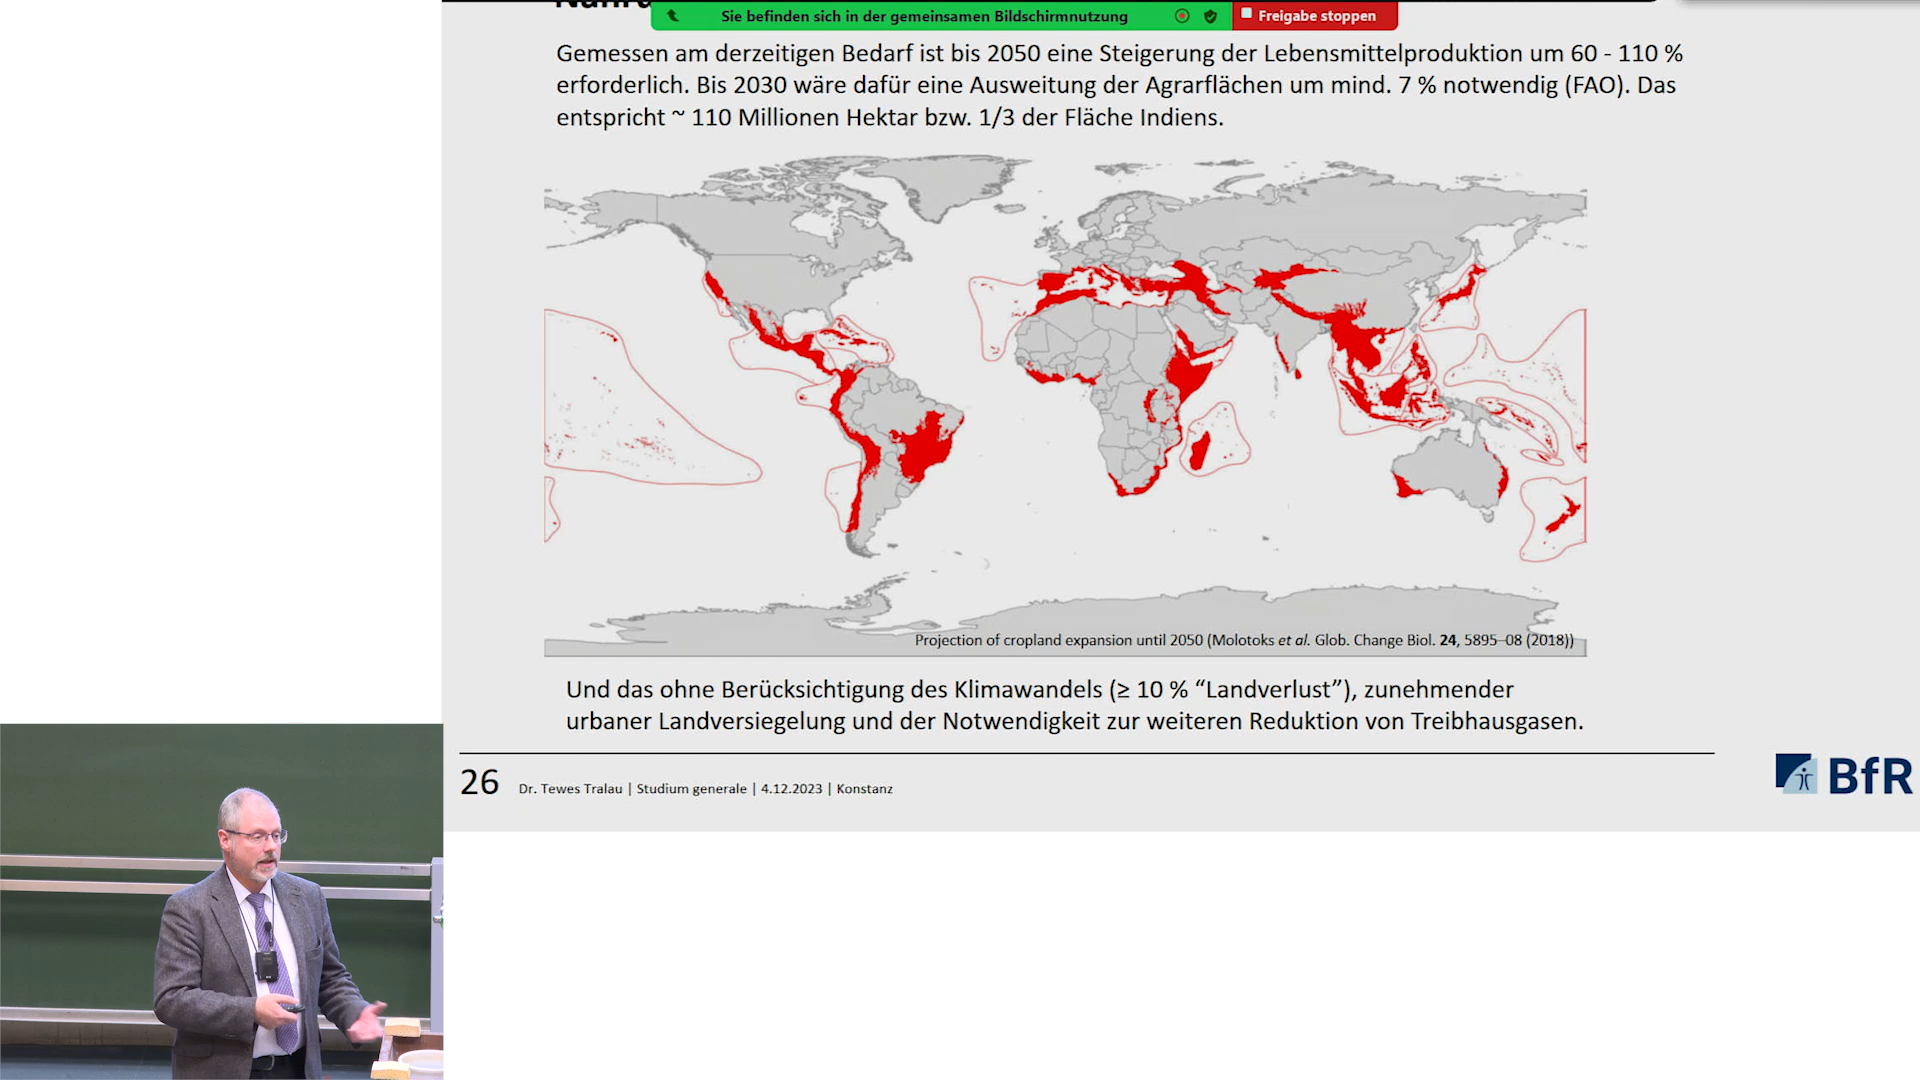 Sie befinden sich in der gemeinsamen Bildschirmnutzung
Freigabe stoppen
Gemessen am derzeitigen Bedarf ist bis 2050 eine Steigerung der Lebensmittelproduktion um 60 - 110 %
erforderlich. Bis 2030 wäre dafür eine Ausweitung der Agrarflächen um mind. 7 % notwendig (FAO). Das
entspricht ~ 110 Millionen Hektar bzw. 1/3 der Fläche Indiens.
Projection of cropland expansion until 2050 (Molotoks et al. Glob. Change Biol. 24, 5895–08 (2018))
Und das ohne Berücksichtigung des Klimawandels (≥ 10 % “Landverlust”), zunehmender
urbaner Landversiegelung und der Notwendigkeit zur weiteren Reduktion von Treibhausgasen.
26
Dr. Tewes Tralau | Studium generale | 4.12.2023 | Konstanz
BfR